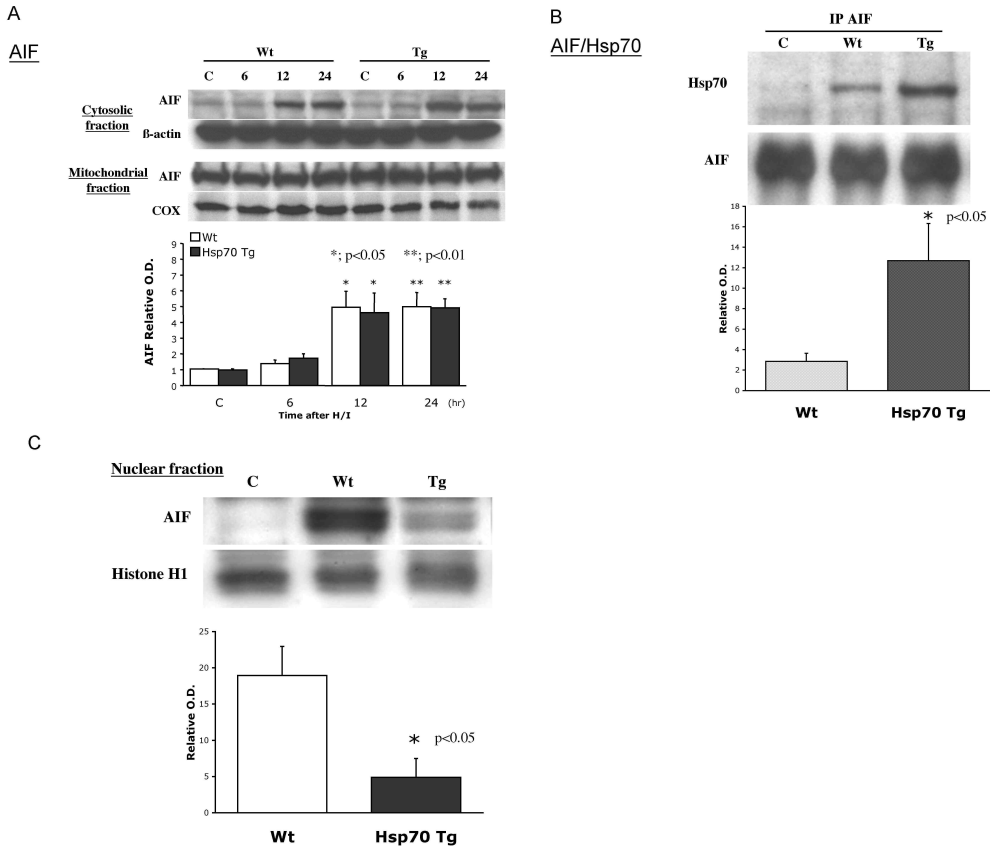 A
AIF
Wt Tg
C 6 12 24 C 6 12 24
Cytosolic
fraction
AIF
ß-actin
Mitochondrial
fraction
AIF
COX
Wt
Hsp70 Tg
*; p<0.05 **; p<0.01
AIF Relative O.D.
9
8
7
6
5
4
3
2
1
0
* * ** **
C 6 12 24 (hr)
Time after H/I
B
AIF/Hsp70
IP AIF
C Wt Tg
Hsp70
AIF
Relative O.D.
18
16
14
12
10
8
6
4
2
0
* p<0.05
Wt Hsp70 Tg
C
Nuclear fraction
C Wt Tg
AIF
Histone H1
Relative O.D.
25
20
15
10
5
0
* p<0.05
Wt Hsp70 Tg